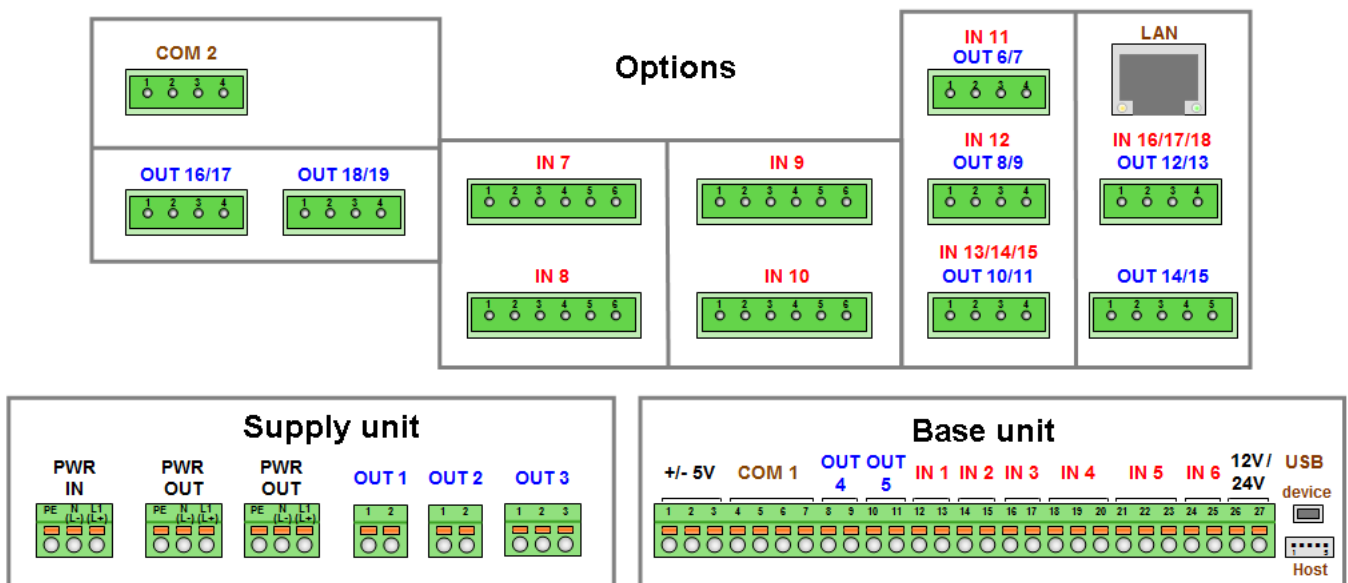 COM 2
1 2 3 4
Options
IN 11
OUT 6/7
1 2 3 4
LAN
OUT 16/17
1 2 3 4
OUT 18/19
1 2 3 4
IN 7
1 2 3 4 5 6
IN 9
1 2 3 4 5 6
IN 12
OUT 8/9
1 2 3 4
IN 16/17/18
OUT 12/13
1 2 3 4
IN 8
1 2 3 4 5 6
IN 10
1 2 3 4 5 6
IN 13/14/15
OUT 10/11
1 2 3 4
OUT 14/15
1 2 3 4 5
Supply unit
PWR
IN
PE N L1
(L-) (L+)
PWR
OUT
PE N L1
(L-) (L+)
PWR
OUT
PE N L1
(L-) (L+)
OUT 1
1 2
OUT 2
1 2
OUT 3
1 2 3
Base unit
+/- 5V
COM 1
OUT
4
OUT
5
IN 1
IN 2
IN 3
IN 4
IN 5
IN 6
12V /
24V
1 2 3 4 5 6 7 8 9 10 11 12 13 14 15 16 17 18 19 20 21 22 23 24 25 26 27
USB
device
1 5
Host